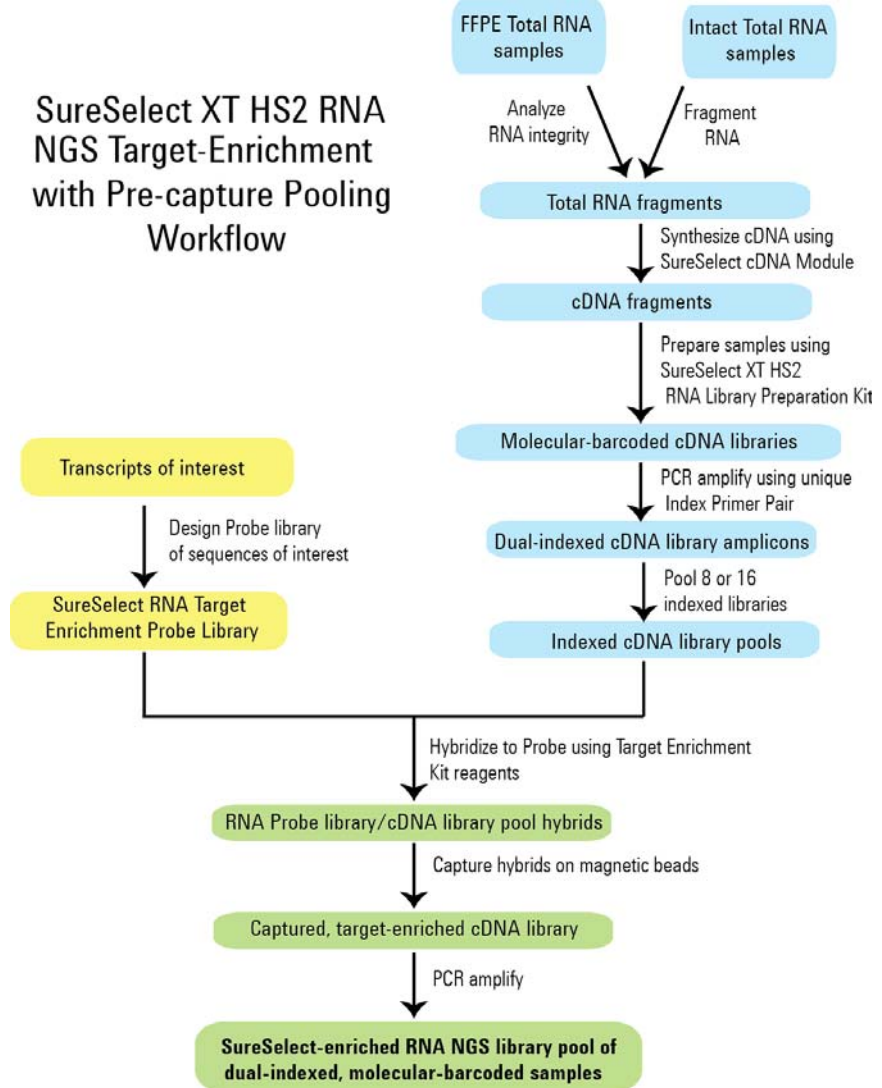 SureSelect XT HS2 RNA
NGS Target-Enrichment
with Pre-capture Pooling
Workflow
FFPE Total RNA
samples
Intact Total RNA
samples
Analyze
RNA integrity
Fragment
RNA
Total RNA fragments
Synthesize cDNA using
SureSelect cDNA Module
cDNA fragments
Prepare samples using
SureSelect XT HS2
RNA Library Preparation Kit
Molecular-barcoded cDNA libraries
PCR amplify using unique
Index Primer Pair
Dual-indexed cDNA library amplicons
Pool 8 or 16
indexed libraries
Indexed cDNA library pools
Transcripts of interest
Design Probe library
of sequences of interest
SureSelect RNA Target
Enrichment Probe Library
Hybridize to Probe using Target Enrichment
Kit reagents
RNA Probe library/cDNA library pool hybrids
Capture hybrids on magnetic beads
Captured, target-enriched cDNA library
PCR amplify
SureSelect-enriched RNA NGS library pool of
dual-indexed, molecular-barcoded samples